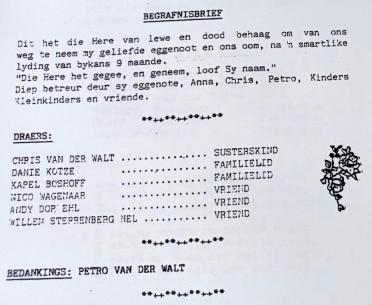 BEGRAFNISBRIEF
Dit het die Here van lewe en dood behaag om van ons
weg te neem my geliefde eggenoot en ons oom, na 'n smartlike
lyding van bykans 9 maande.
"Die Here het gegee, en geneem, loof Sy naam."
Diep betreur deur sy eggenote, Anna, Chris, Petro, Kinders
Kleinkinders en vriende.
**++**++**++**
DRAERS:
CHRIS VAN DER WALT ............ SUSTERSKIND
DANIE KOTZE ............ FAMILIELID
KAPEL BOSHOFF ............ FAMILIELID
NICO WAGENAAR ............ VRIEND
ANDY ............ VRIEND
WILLEM STERRENBERG NEL ............ VRIEND
**++**++**++**
BEDANKINGS: PETRO VAN DER WALT
**++**++**++**